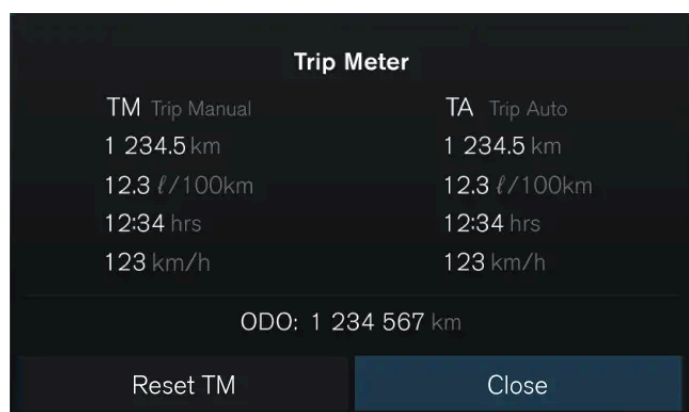 Trip Meter
TM Trip Manual
1 234.5 km
12.3 ℓ/100km
12:34 hrs
123 km/h
TA Trip Auto
1 234.5 km
12.3 ℓ/100km
12:34 hrs
123 km/h
ODO: 1 234 567 km
Reset TM
Close